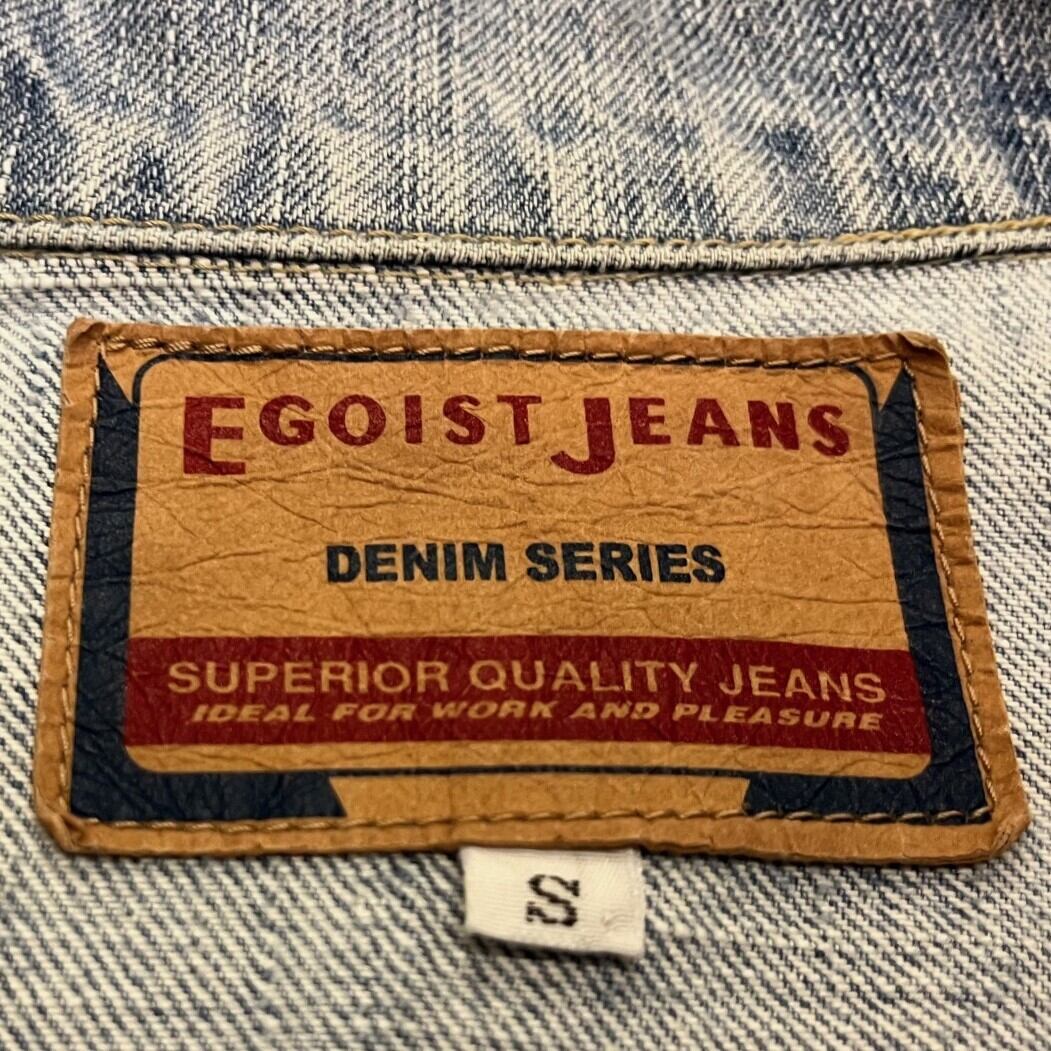 EGOIST JEANS
DENIM SERIES
SUPERIOR QUALITY JEANS
IDEAL FOR WORK AND PLEASURE
S